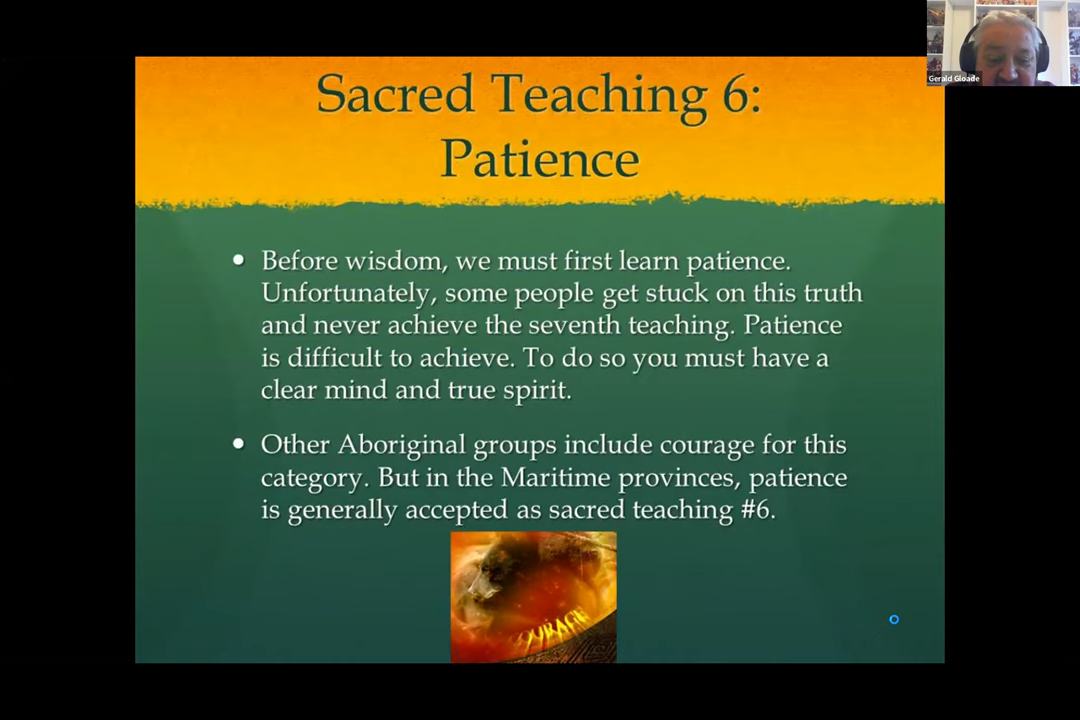 Gerald Gloade
Sacred Teaching 6:
Patience
• Before wisdom, we must first learn patience.
Unfortunately, some people get stuck on this truth
and never achieve the seventh teaching. Patience
is difficult to achieve. To do so you must have a
clear mind and true spirit.
• Other Aboriginal groups include courage for this
category. But in the Maritime provinces, patience
is generally accepted as sacred teaching #6.
OURAGE